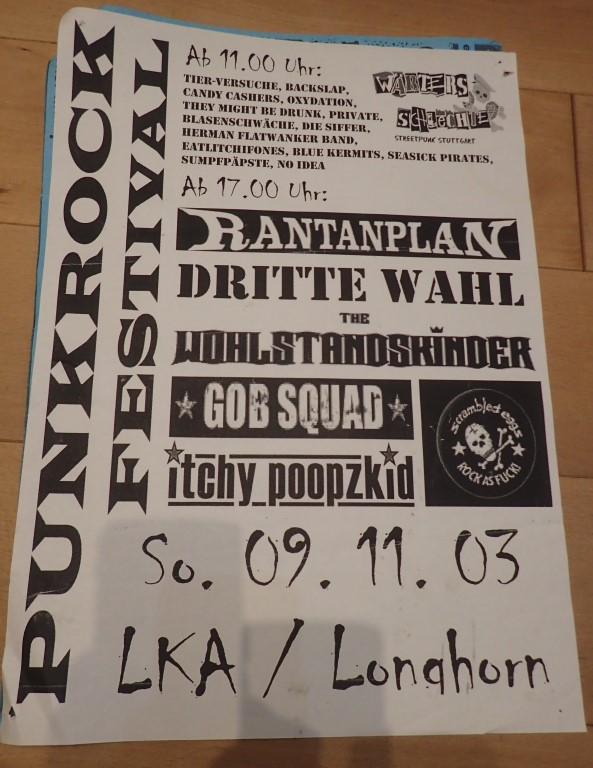 PUNKROCK
FESTIVAL
Ab 11.00 Uhr:
TIER-VERSUCHE, BACKSLAP,
CANDY CASHERS, OXYDATION,
THEY MIGHT BE DRUNK, PRIVATE,
BLASENSCHWÄCHE, DIE SIFFER,
HERMAN FLATWANKER BAND,
EATLITCHIFONES, BLUE KERMITS, SEASICK PIRATES,
SUMPFPÄPSTE, NO IDEA
WÄRTERS
SCHLECHTE
STREETPUNK STUTTGART
Ab 17.00 Uhr:
RANTANPLAN
DRITTE WAHL
THE
WOHLSTANDSKINDER
GOB SQUAD
itchy poopzkid
scrambled eggs
ROCK AS FUCK!
So. 09. 11. 03
LKA / Longhorn